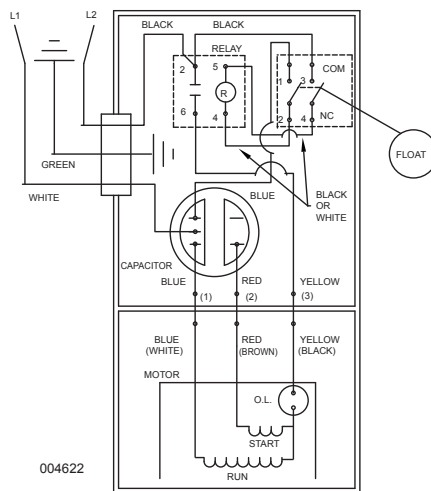 L1
L2
BLACK
BLACK
RELAY
2
5
COM
1
3
R
6
4
2
4
NC
FLOAT
GREEN
WHITE
BLUE
BLACK
OR
WHITE
CAPACITOR
BLUE
RED
YELLOW
(1)
(2)
(3)
BLUE
(WHITE)
RED
(BROWN)
YELLOW
(BLACK)
MOTOR
O.L.
START
RUN
004622